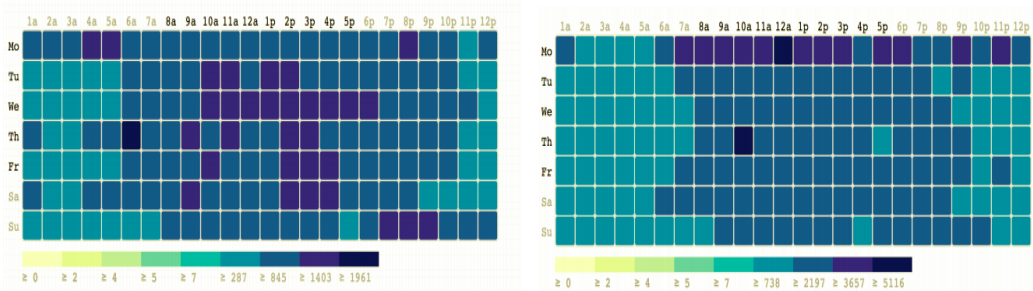 1a 2a 3a 4a 5a 6a 7a 8a 9a 10a 11a 12a 1p 2p 3p 4p 5p 6p 7p 8p 9p 10p 11p 12p
Mo
Tu
We
Th
Fr
Sa
Su
≥ 0 ≥ 2 ≥ 4 ≥ 5 ≥ 7 ≥ 287 ≥ 845 ≥ 1403 ≥ 1961
1a 2a 3a 4a 5a 6a 7a 8a 9a 10a 11a 12a 1p 2p 3p 4p 5p 6p 7p 8p 9p 10p 11p 12p
Mo
Tu
We
Th
Fr
Sa
Su
≥ 0 ≥ 2 ≥ 4 ≥ 5 ≥ 7 ≥ 738 ≥ 2197 ≥ 3657 ≥ 5116